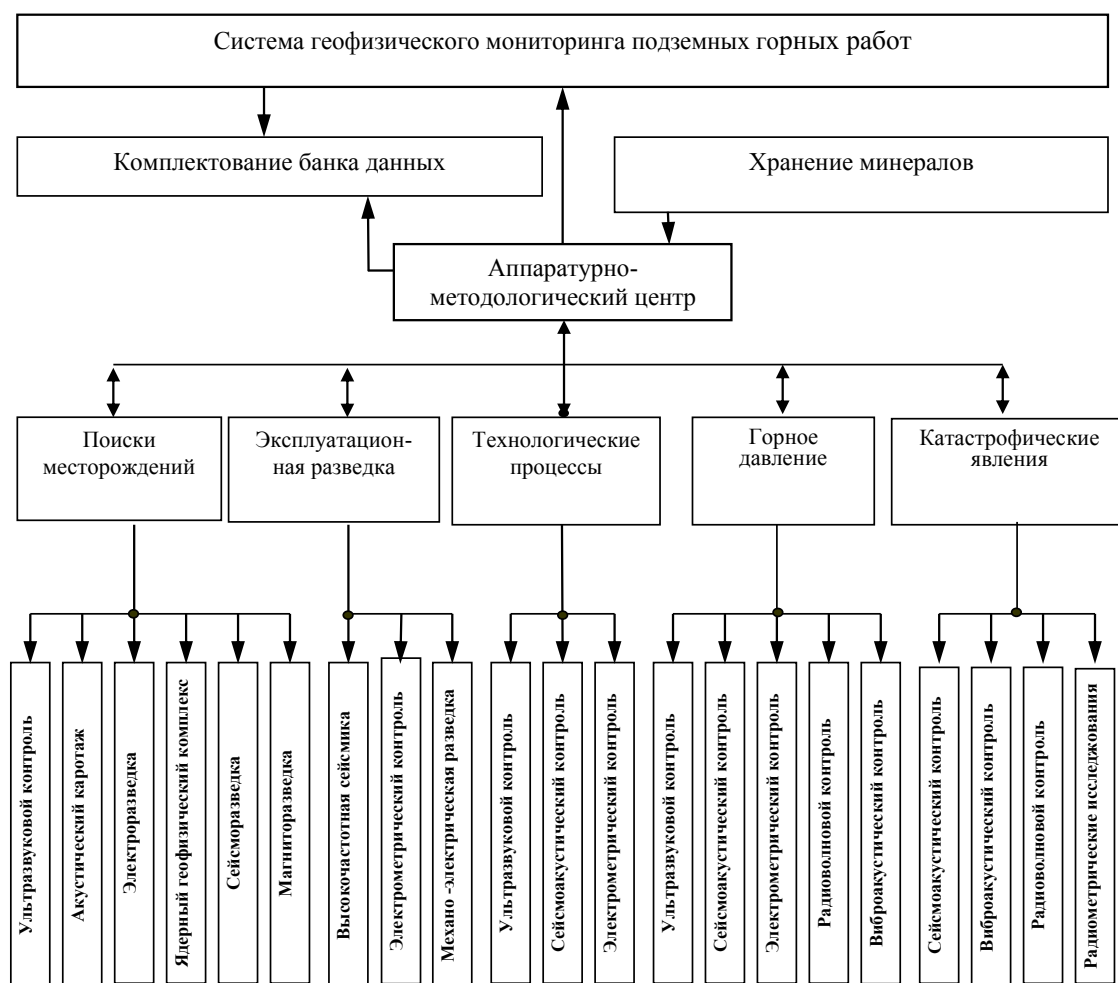 Система геофизического мониторинга подземных горных работ
Комплектование банка данных
Хранение минералов
Аппаратурно-
методологический центр
Поиски
месторождений
Эксплуатацион-
ная разведка
Технологические
процессы
Горное
давление
Катастрофические
явления
Ультразвуковой контроль
Акустический каротаж
Электроразведка
Ядерный геофизический комплекс
Сейсморазведка
Магниторазведка
Высокочастотная сейсмика
Электрометрический контроль
Механо -электрическая разведка
Ультразвуковой контроль
Сейсмоакустический контроль
Электрометрический контроль
Ультразвуковой контроль
Сейсмоакустический контроль
Электрометрический контроль
Радиоволновой контроль
Виброакустический контроль
Сейсмоакустический контроль
Виброакустический контроль
Радиоволновой контроль
Радиометрические исследжования